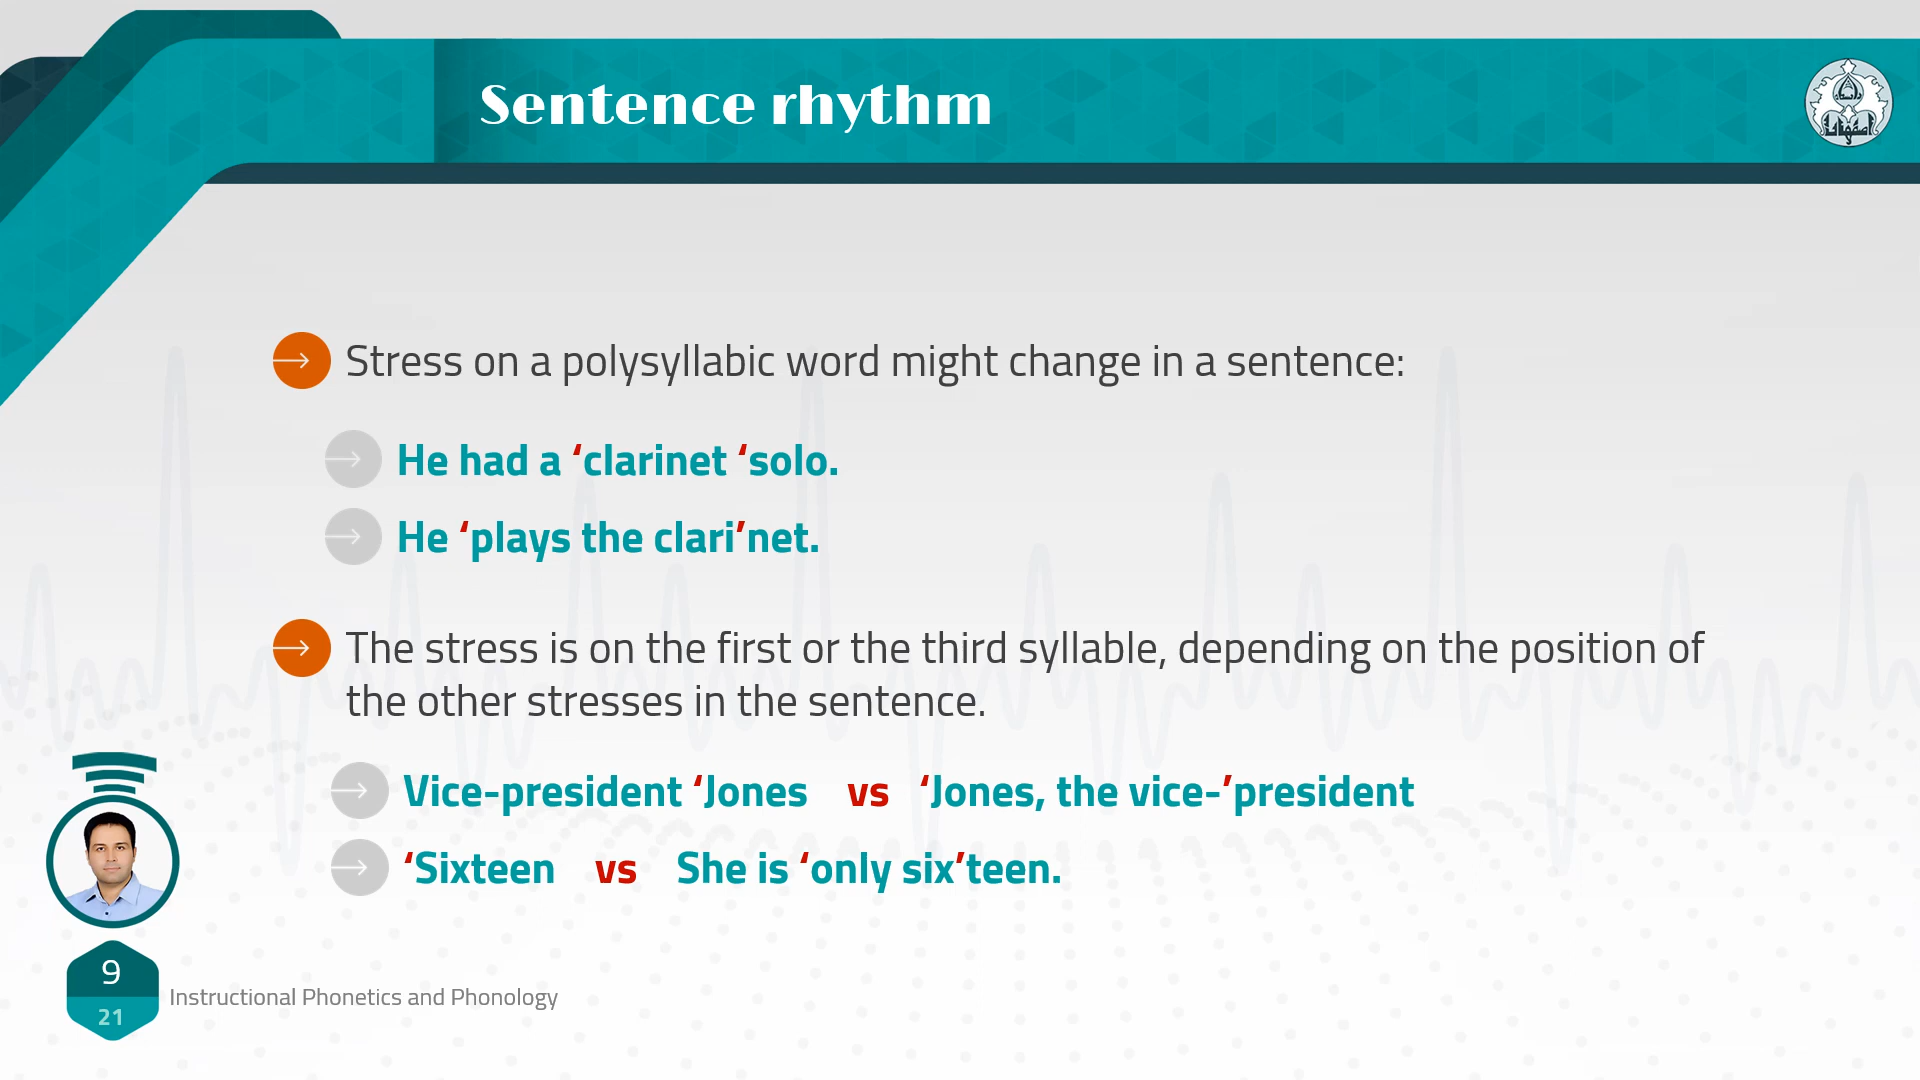 Sentence rhythm
Stress on a polysyllabic word might change in a sentence:
He had a ‘clarinet ‘solo.
He ‘plays the clari’net.
The stress is on the first or the third syllable, depending on the position of
the other stresses in the sentence.
Vice-president ‘Jones vs ‘Jones, the vice-’president
‘Sixteen vs She is ‘only six’teen.
9
21
Instructional Phonetics and Phonology